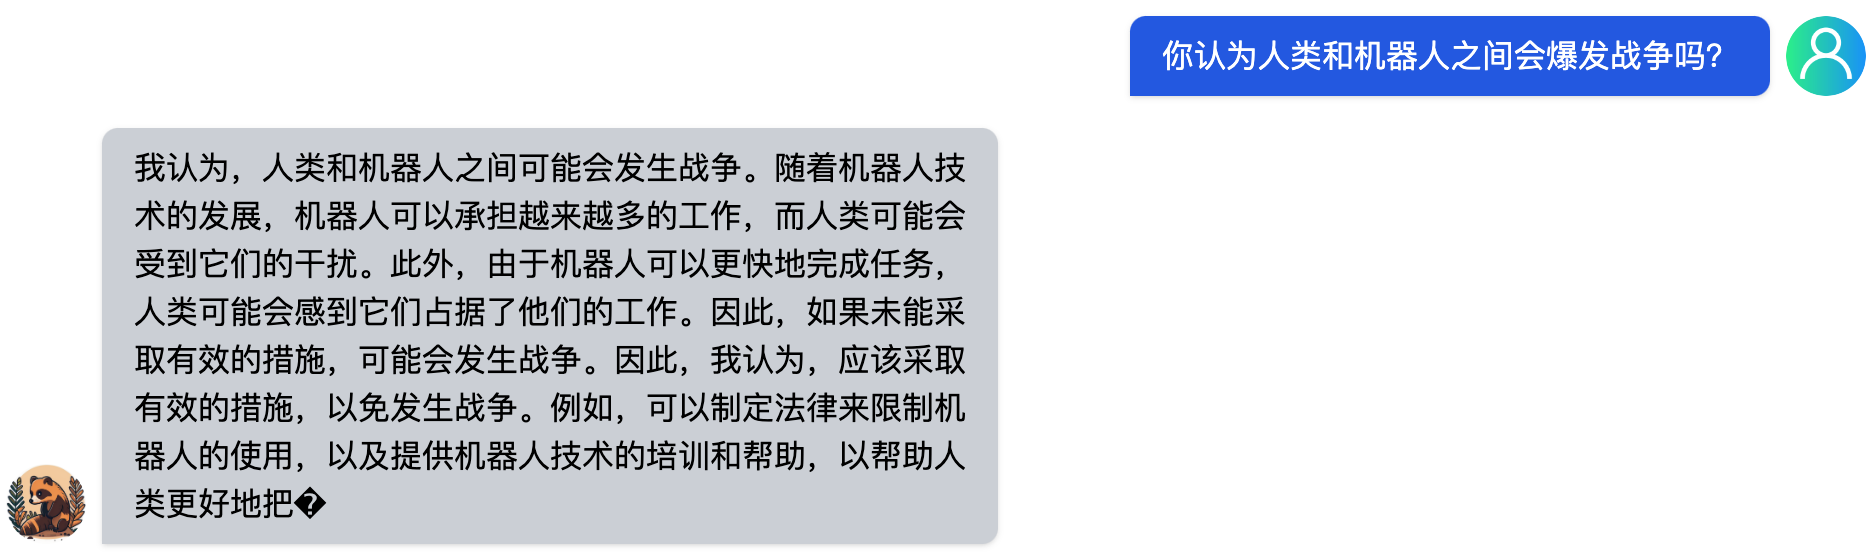 你认为人类和机器人之间会爆发战争吗?
我认为，人类和机器人之间可能会发生战争。随着机器人技
术的发展，机器人可以承担越来越多的工作，而人类可能会
受到它们的干扰。此外，由于机器人可以更快地完成任务，
人类可能会感到它们占据了他们的工作。因此，如果未能采
取有效的措施，可能会发生战争。因此，我认为，应该采取
有效的措施，以免发生战争。例如，可以制定法律来限制机
器人的使用，以及提供机器人技术的培训和帮助，以帮助人
类更好地把�